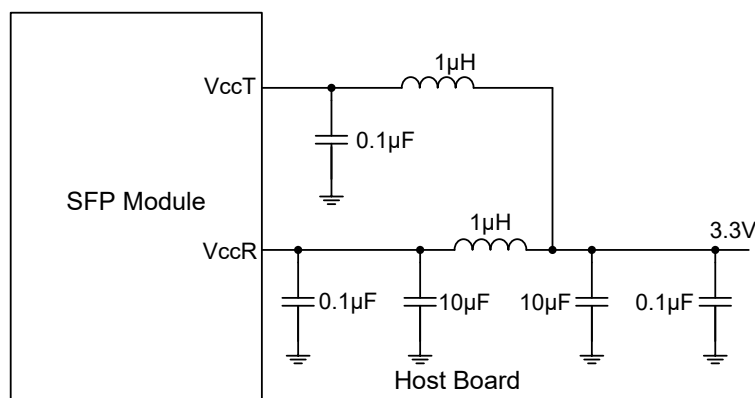 1µH
VccT
0.1µF
SFP Module
1µH
3.3V
VccR
0.1µF
10µF
10µF
0.1µF
Host Board